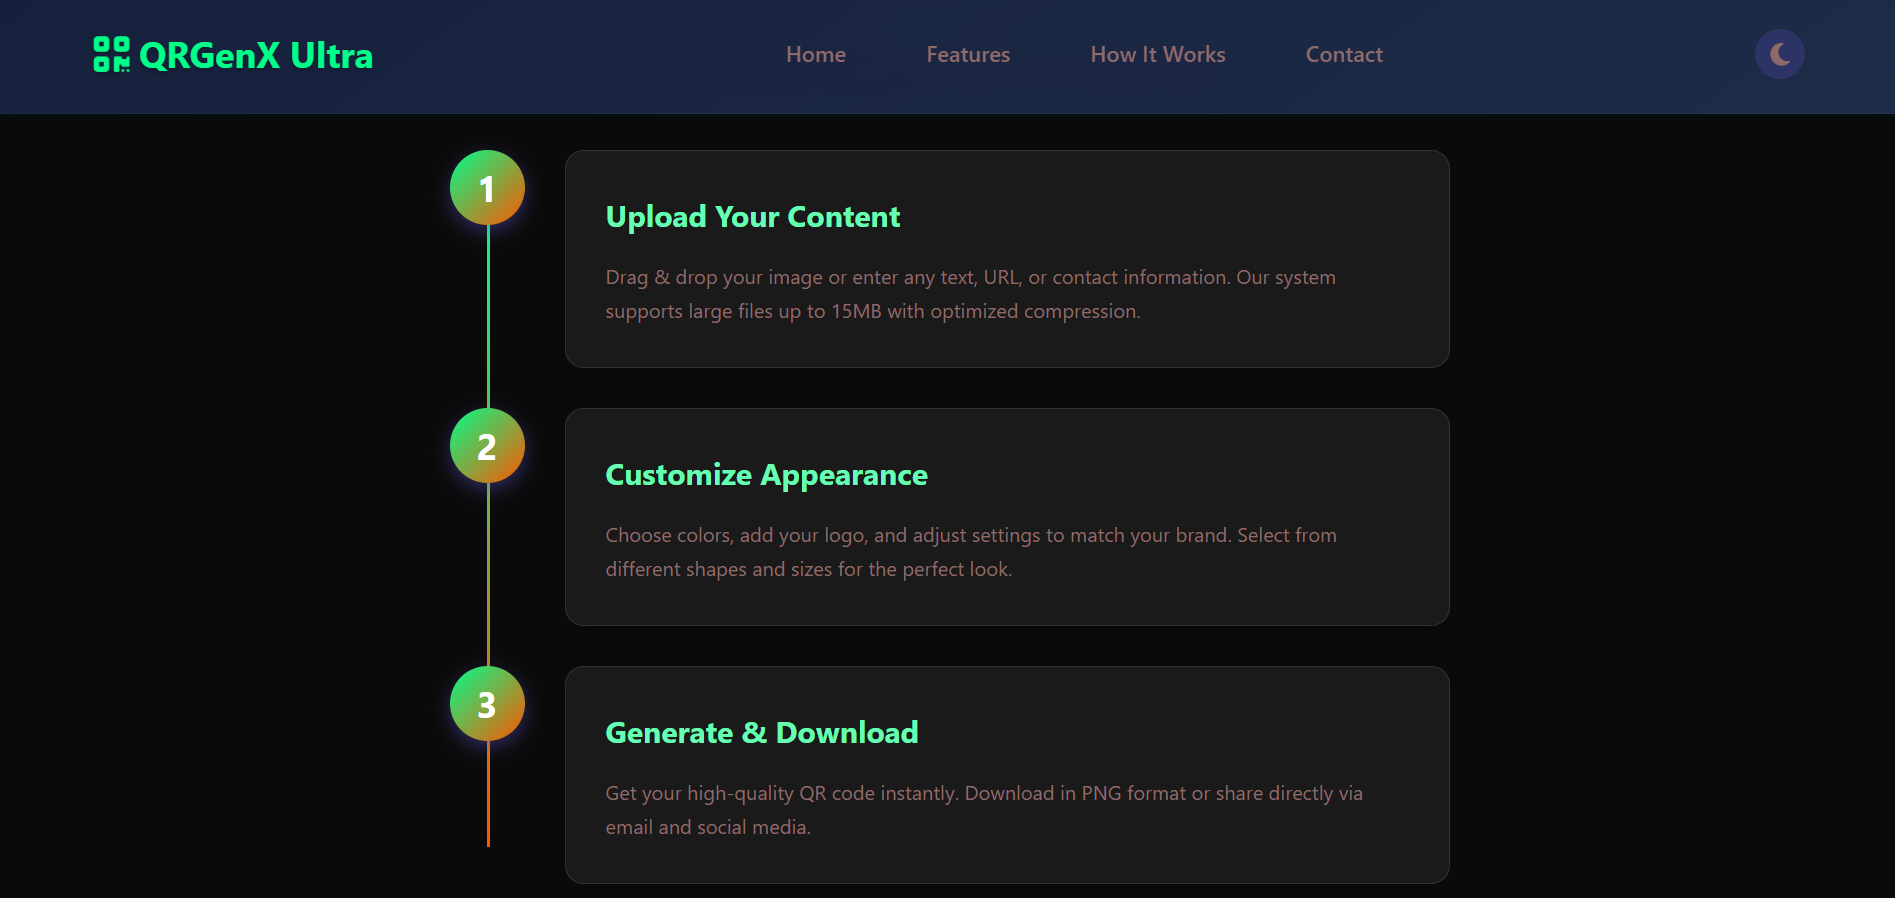 QRGenX Ultra
Home
Features
How It Works
Contact
1
Upload Your Content
Drag & drop your image or enter any text, URL, or contact information. Our system
supports large files up to 15MB with optimized compression.
2
Customize Appearance
Choose colors, add your logo, and adjust settings to match your brand. Select from
different shapes and sizes for the perfect look.
3
Generate & Download
Get your high-quality QR code instantly. Download in PNG format or share directly via
email and social media.